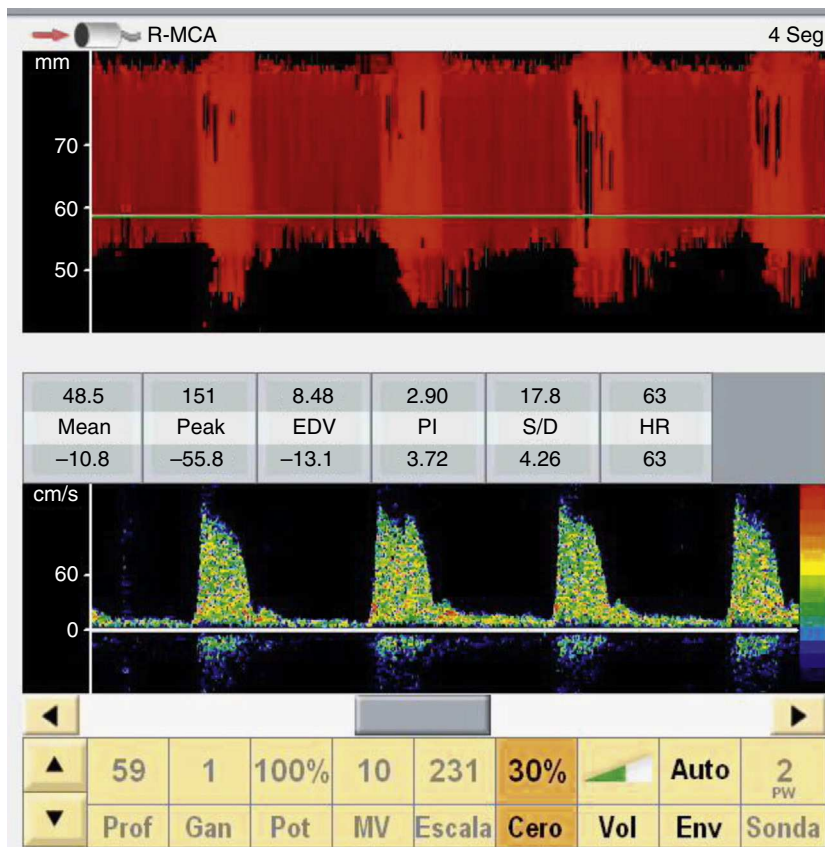 R-MCA 4 Seg
mm
70
60
50
48.5 151 8.48 2.90 17.8 63
Mean Peak EDV PI S/D HR
–10.8 –55.8 –13.1 3.72 4.26 63
cm/s
60
0
59 1 100% 10 231 30% Auto 2
PW
Prof Gan Pot MV Escala Cero Vol Env Sonda